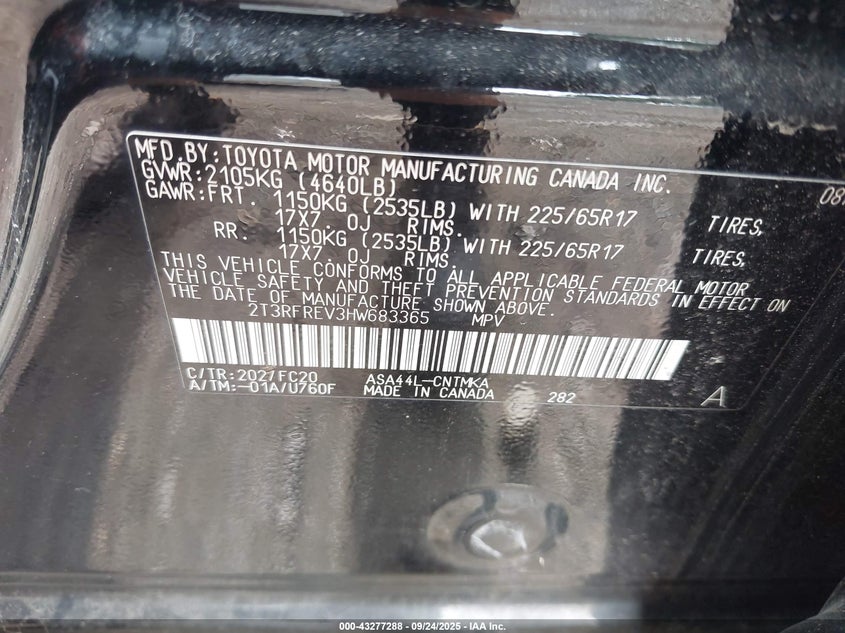 MFD.BY:TOYOTA MOTOR MANUFACTURING CANADA INC.
GVWR:2105KG (4640LB)
GAWR:FRT. 1150KG (2535LB) WITH 225/65R17 TIRES,
17X7.0J RIMS.
RR. 1150KG (2535LB) WITH 225/65R17 TIRES,
17X7.0J RIMS.
THIS VEHICLE CONFORMS TO ALL APPLICABLE FEDERAL MOTOR
VEHICLE SAFETY AND THEFT PREVENTION STANDARDS IN EFFECT ON
THE DATE OF MANUFACTURE SHOWN ABOVE.
2T3RFREV3HW683365 MPV
C/TR:202/FC20 ASA44L-CNTMKA
A/TM:-01A/U760F MADE IN CANADA 282 A
000-43277288 - 09/24/2025 - IAA Inc.